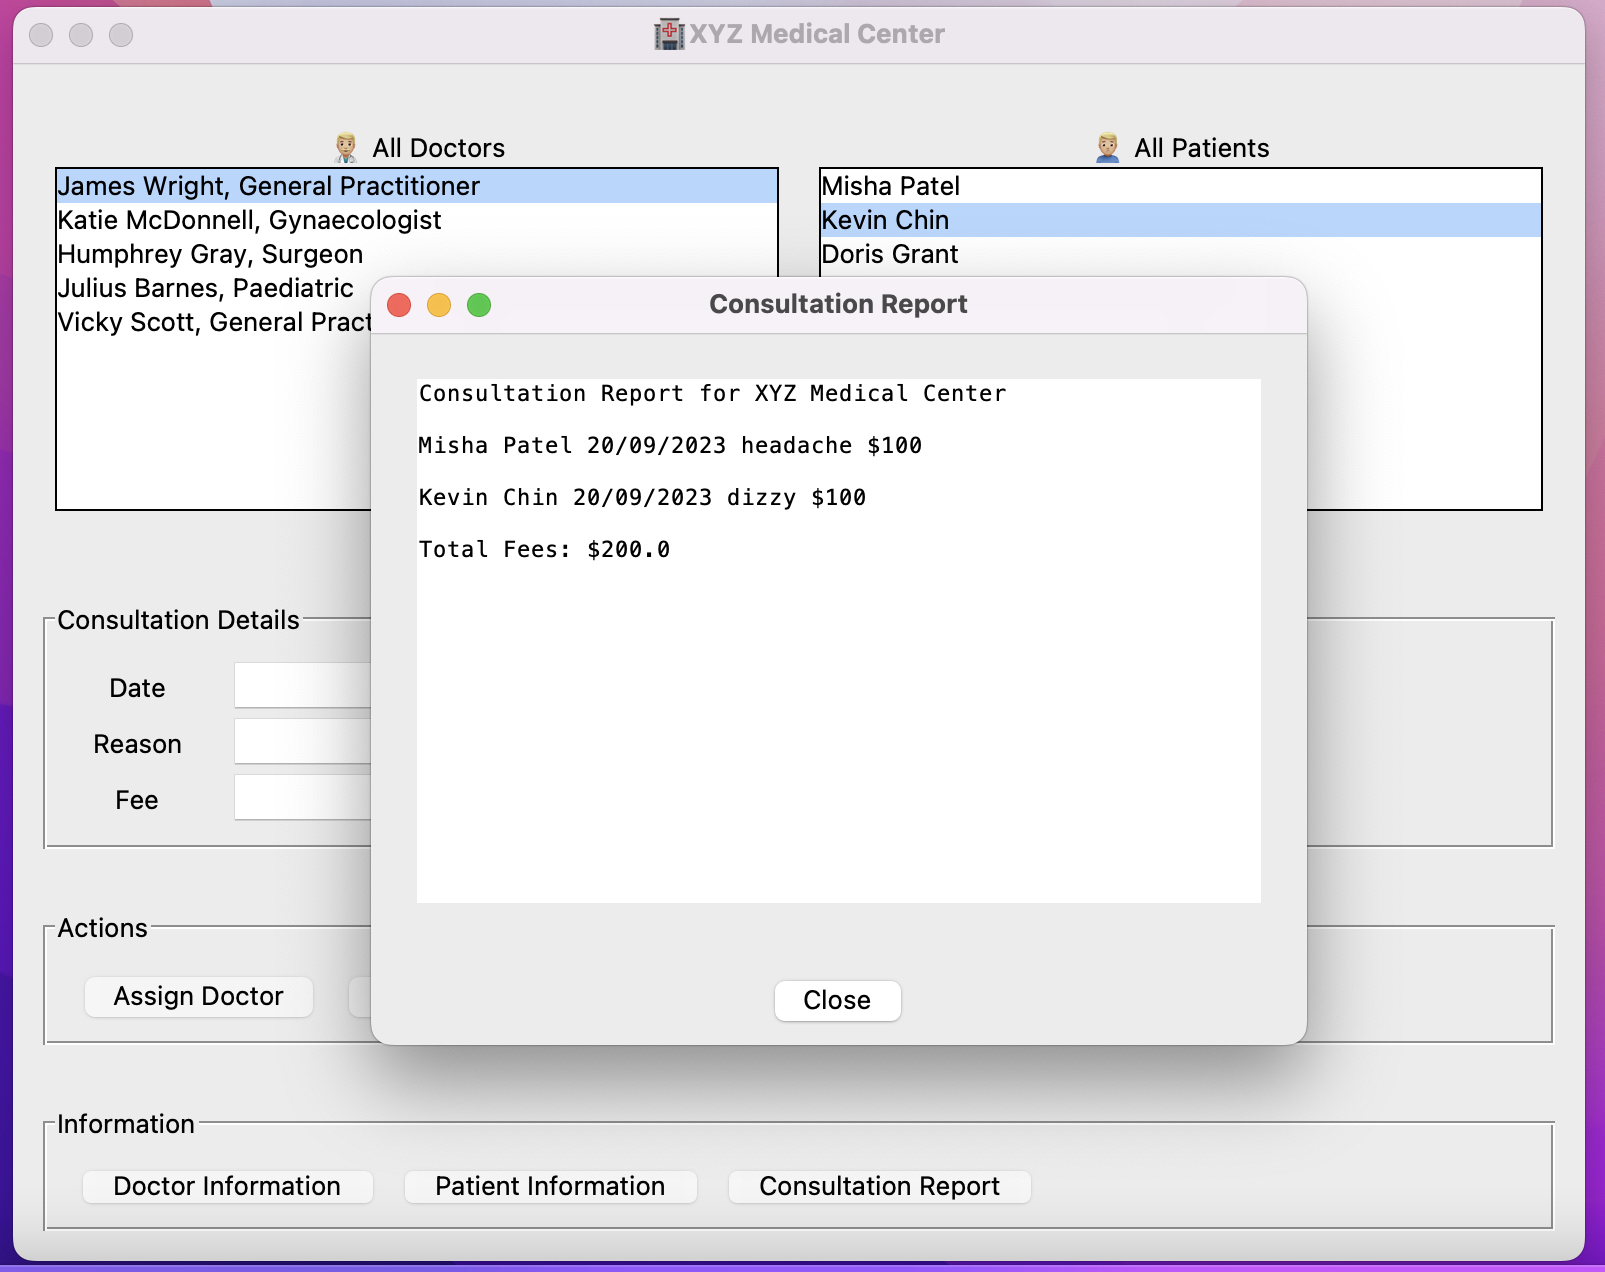 XYZ Medical Center
All Doctors
James Wright, General Practitioner
Katie McDonnell, Gynaecologist
Humphrey Gray, Surgeon
Julius Barnes, Paediatric
Vicky Scott, General Pract
All Patients
Misha Patel
Kevin Chin
Doris Grant
Consultation Report
Consultation Report for XYZ Medical Center
Misha Patel 20/09/2023 headache $100
Kevin Chin 20/09/2023 dizzy $100
Total Fees: $200.0
Close
Consultation Details
Date
Reason
Fee
Actions
Assign Doctor
Information
Doctor Information
Patient Information
Consultation Report